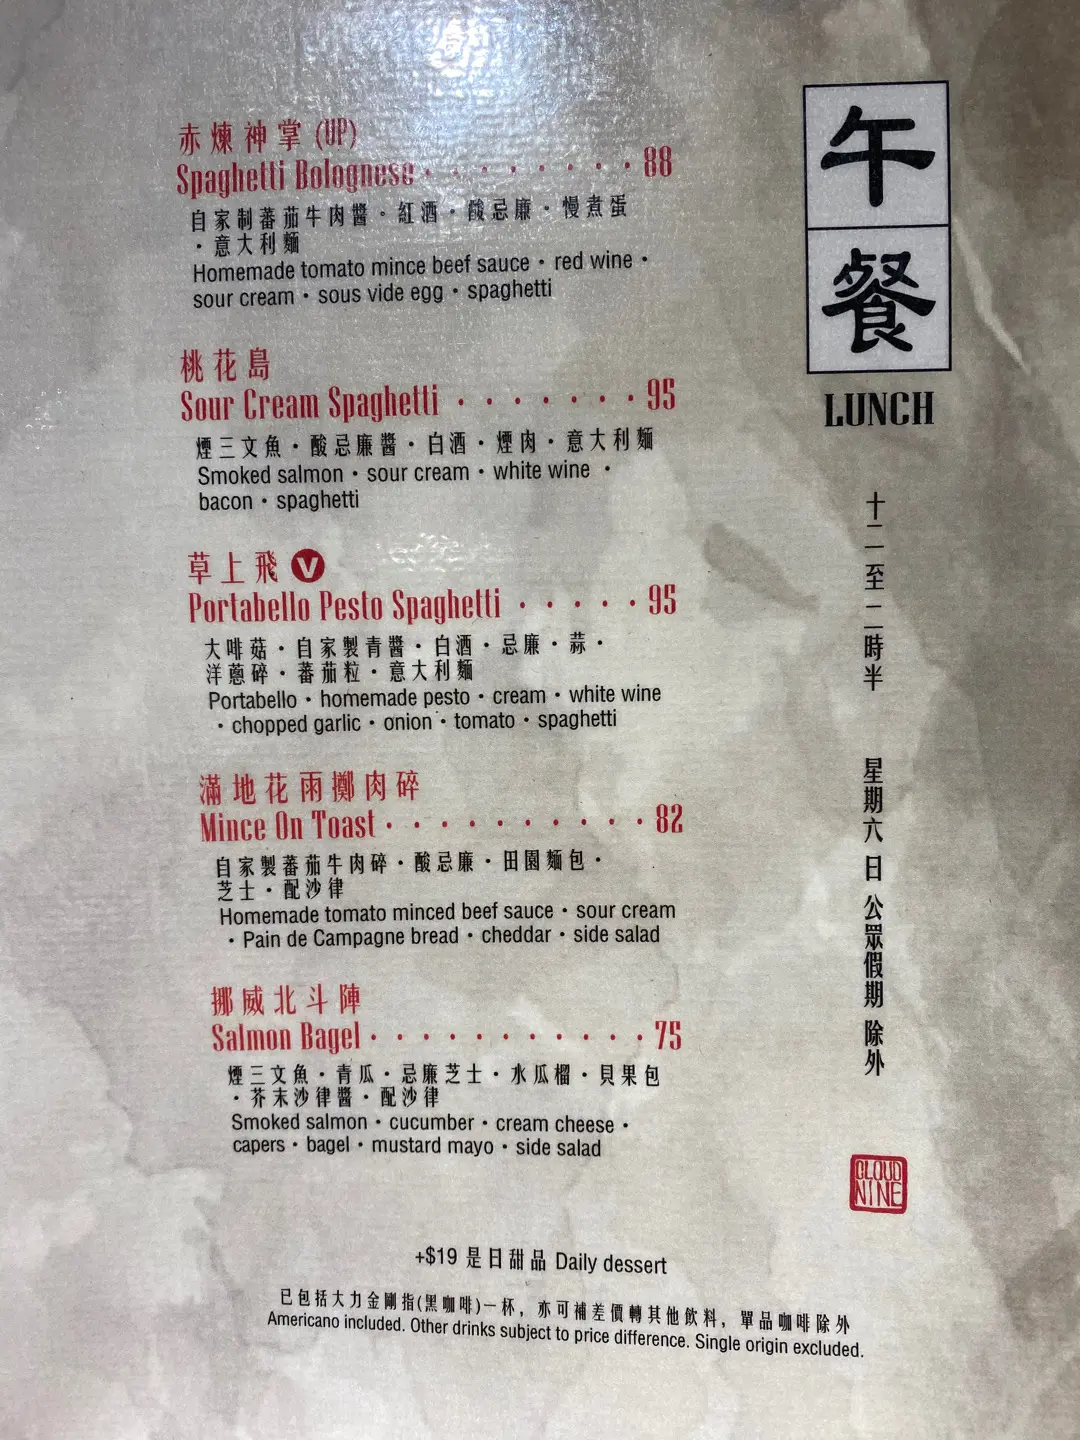 午餐
LUNCH
十二至二時半 星期六 日 公眾假期 除外
赤煉神掌 (UP)
Spaghetti Bolognese · · · · · · · · 88
自家制蕃茄牛肉醬・紅酒・酸忌廉・慢煮蛋
・意大利麵
Homemade tomato mince beef sauce・red wine・
sour cream・sous vide egg・spaghetti
桃花島
Sour Cream Spaghetti · · · · · · · 95
煙三文魚・酸忌廉醬・白酒・煙肉・意大利麵
Smoked salmon・sour cream・white wine ・
bacon・spaghetti
草上飛 V
Portabello Pesto Spaghetti · · · · · 95
大啡菇・自家製青醬・白酒・忌廉・蒜・
洋蔥碎・蕃茄粒・意大利麵
Portabello・homemade pesto・cream・white wine
・chopped garlic・onion・tomato・spaghetti
滿地花雨擲肉碎
Mince On Toast · · · · · · · · · · 82
自家製蕃茄牛肉碎・酸忌廉・田園麵包・
芝士・配沙律
Homemade tomato minced beef sauce・sour cream
・Pain de Campagne bread・cheddar・side salad
挪威北斗陣
Salmon Bagel · · · · · · · · · · · 75
煙三文魚・青瓜・忌廉芝士・水瓜榴・貝果包
・芥末沙律醬・配沙律
Smoked salmon・cucumber・cream cheese・
capers・bagel・mustard mayo・side salad
CLOUD
NINE
+$19 是日甜品 Daily dessert
已包括大力金剛指(黑咖啡)一杯，亦可補差價轉其他飲料，單品咖啡除外
Americano included. Other drinks subject to price difference. Single origin excluded.